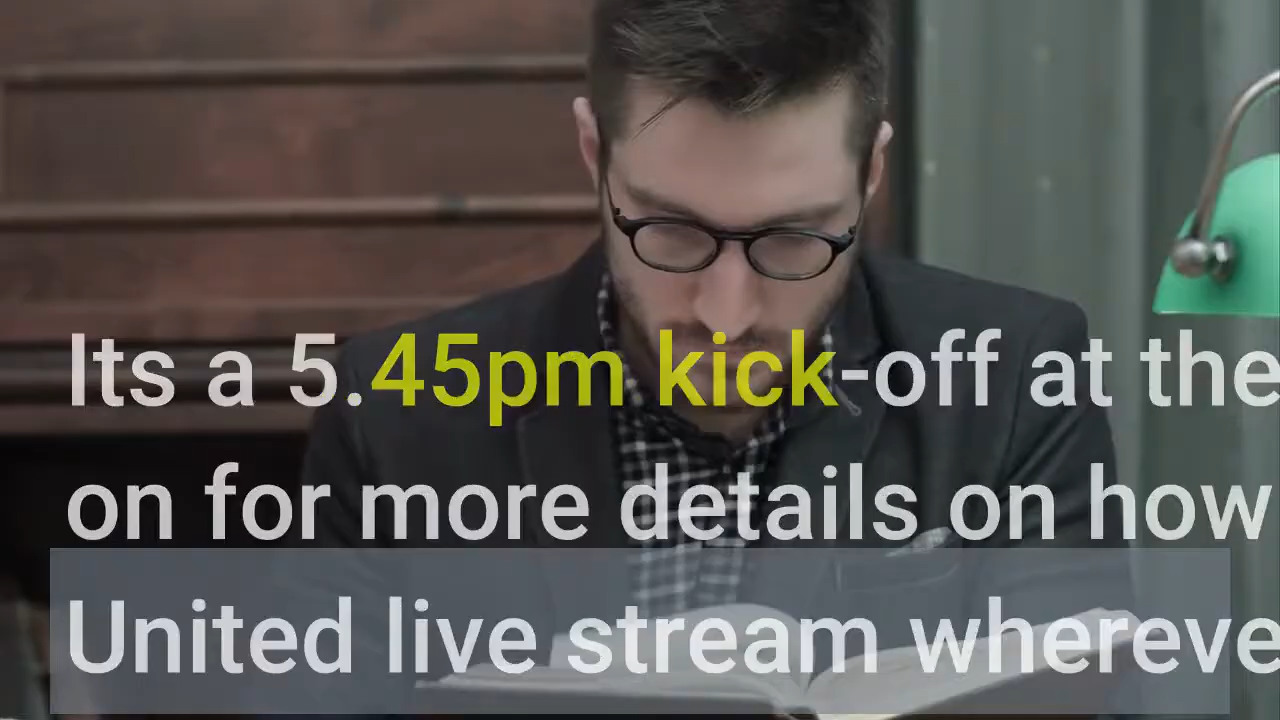 Its a 5.45pm kick-off at the
on for more details on how
United live stream whereve